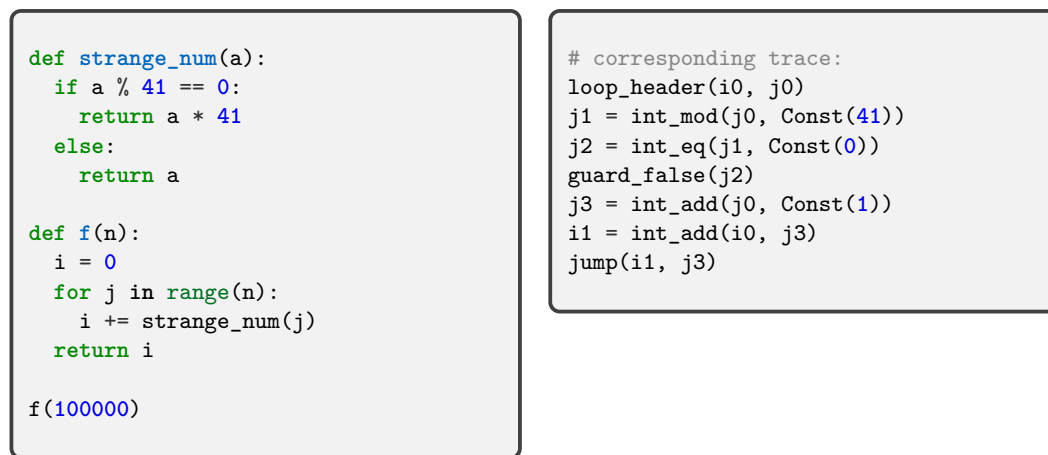 def strange_num(a):
  if a % 41 == 0:
    return a * 41
  else:
    return a

def f(n):
  i = 0
  for j in range(n):
    i += strange_num(j)
  return i

f(100000)

# corresponding trace:
loop_header(i0, j0)
j1 = int_mod(j0, Const(41))
j2 = int_eq(j1, Const(0))
guard_false(j2)
j3 = int_add(j0, Const(1))
i1 = int_add(i0, j3)
jump(i1, j3)